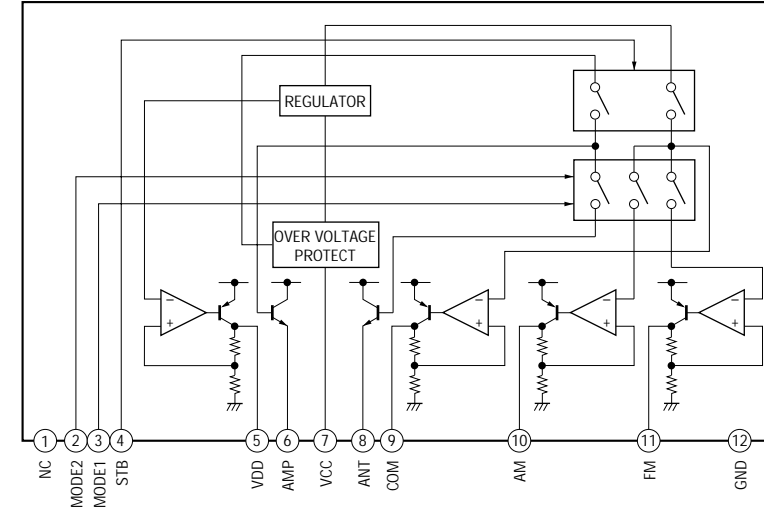 REGULATOR
OVER VOLTAGE
PROTECT
− + − + − + − +
1 2 3 4 5 6 7 8 9 10 11 12
NC
MODE2
MODE1
STB
VDD
AMP
VCC
ANT
COM
AM
FM
GND